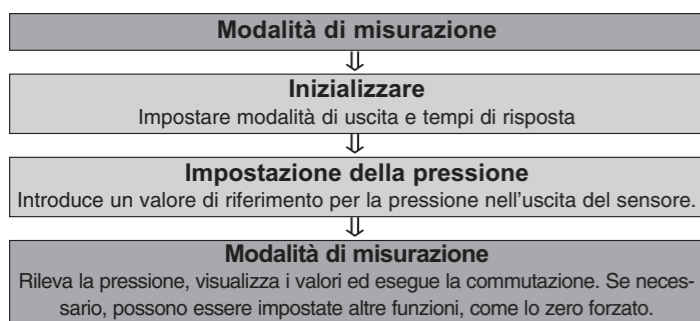 Modalità di misurazione
⇓
Inizializzare
Impostare modalità di uscita e tempi di risposta
⇓
Impostazione della pressione
Introduce un valore di riferimento per la pressione nell'uscita del sensore.
⇓
Modalità di misurazione
Rileva la pressione, visualizza i valori ed esegue la commutazione. Se neces-
sario, possono essere impostate altre funzioni, come lo zero forzato.